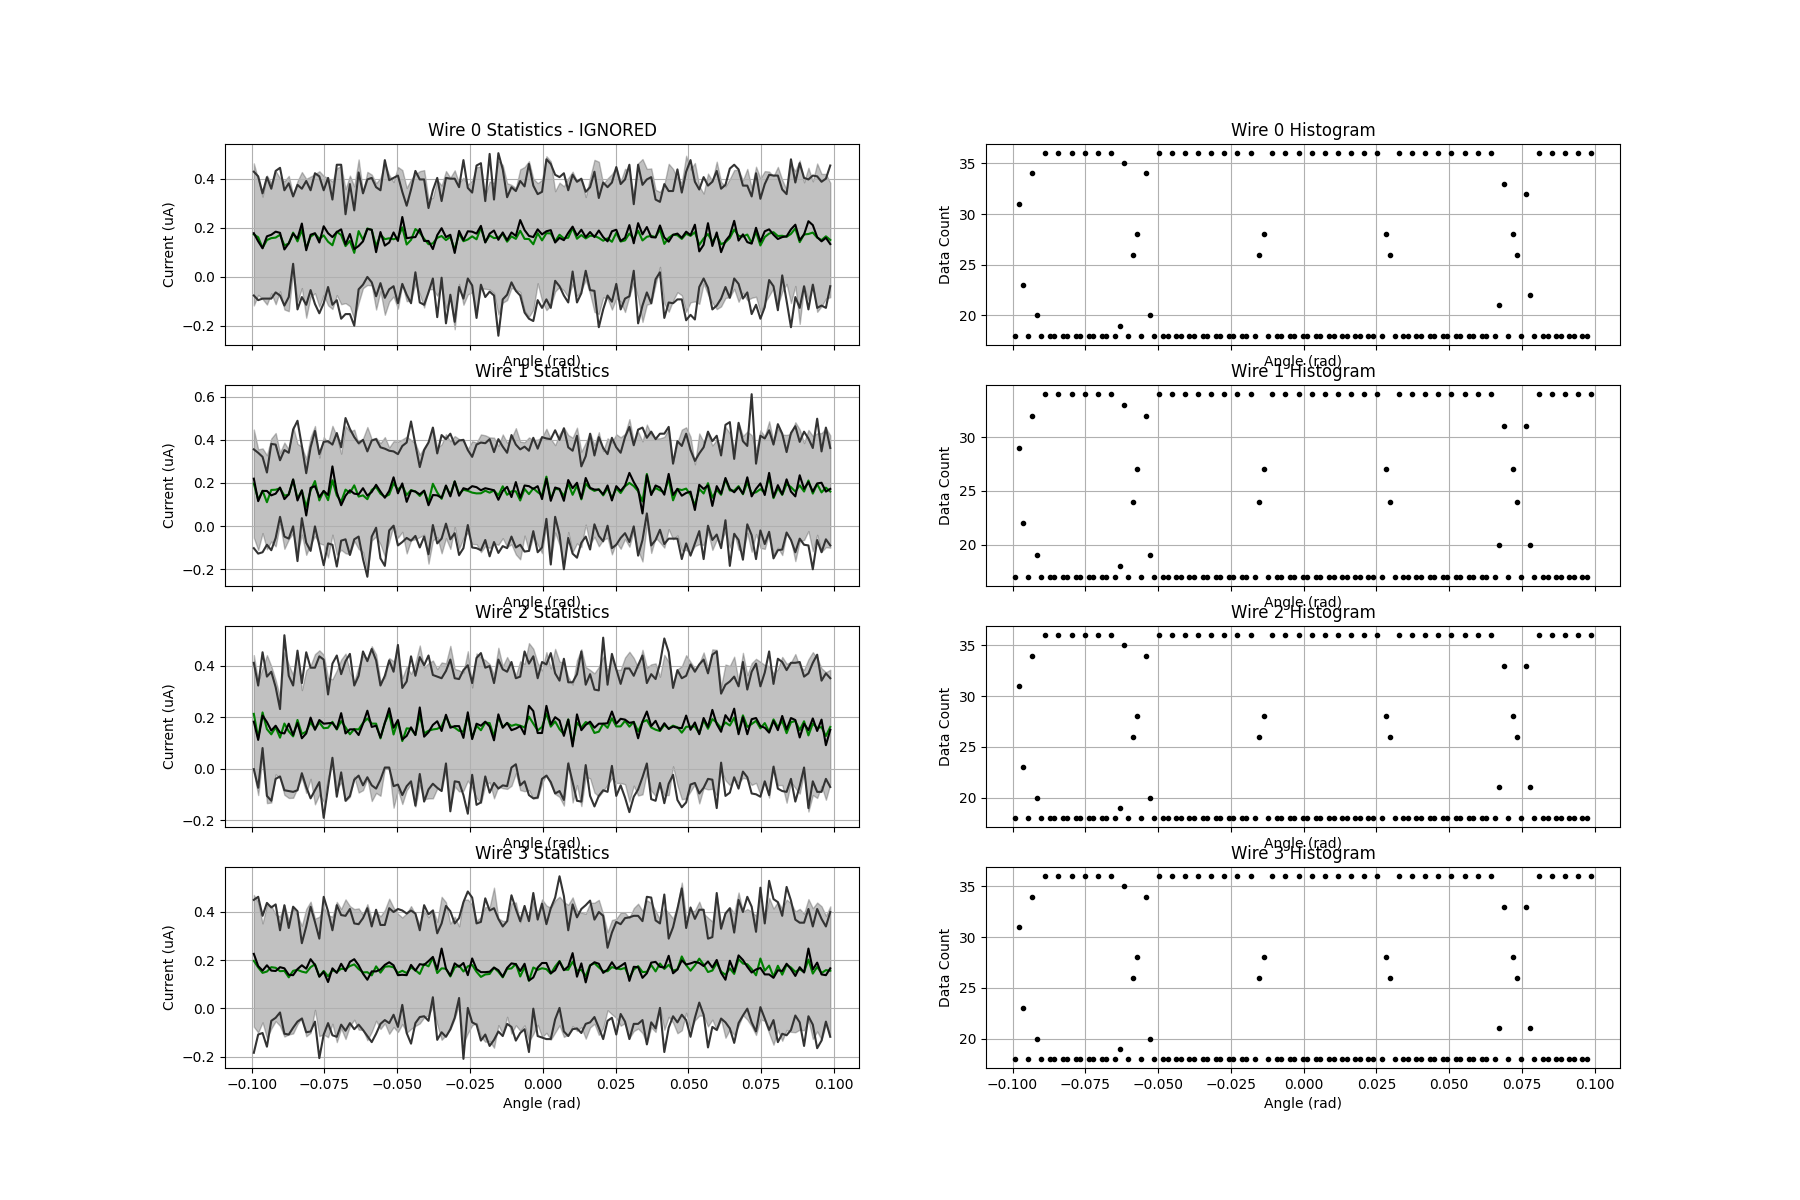 Wire 0 Statistics - IGNORED
Current (uA)
0.4
0.2
0.0
−0.2
Angle (rad)
Wire 0 Histogram
Data Count
35
30
25
20
Angle (rad)
Wire 1 Statistics
Current (uA)
0.6
0.4
0.2
0.0
−0.2
Angle (rad)
Wire 1 Histogram
Data Count
30
25
20
Angle (rad)
Wire 2 Statistics
Current (uA)
0.4
0.2
0.0
−0.2
Angle (rad)
Wire 2 Histogram
Data Count
35
30
25
20
Angle (rad)
Wire 3 Statistics
Current (uA)
0.4
0.2
0.0
−0.2
−0.100 −0.075 −0.050 −0.025 0.000 0.025 0.050 0.075 0.100
Angle (rad)
Wire 3 Histogram
Data Count
35
30
25
20
−0.100 −0.075 −0.050 −0.025 0.000 0.025 0.050 0.075 0.100
Angle (rad)